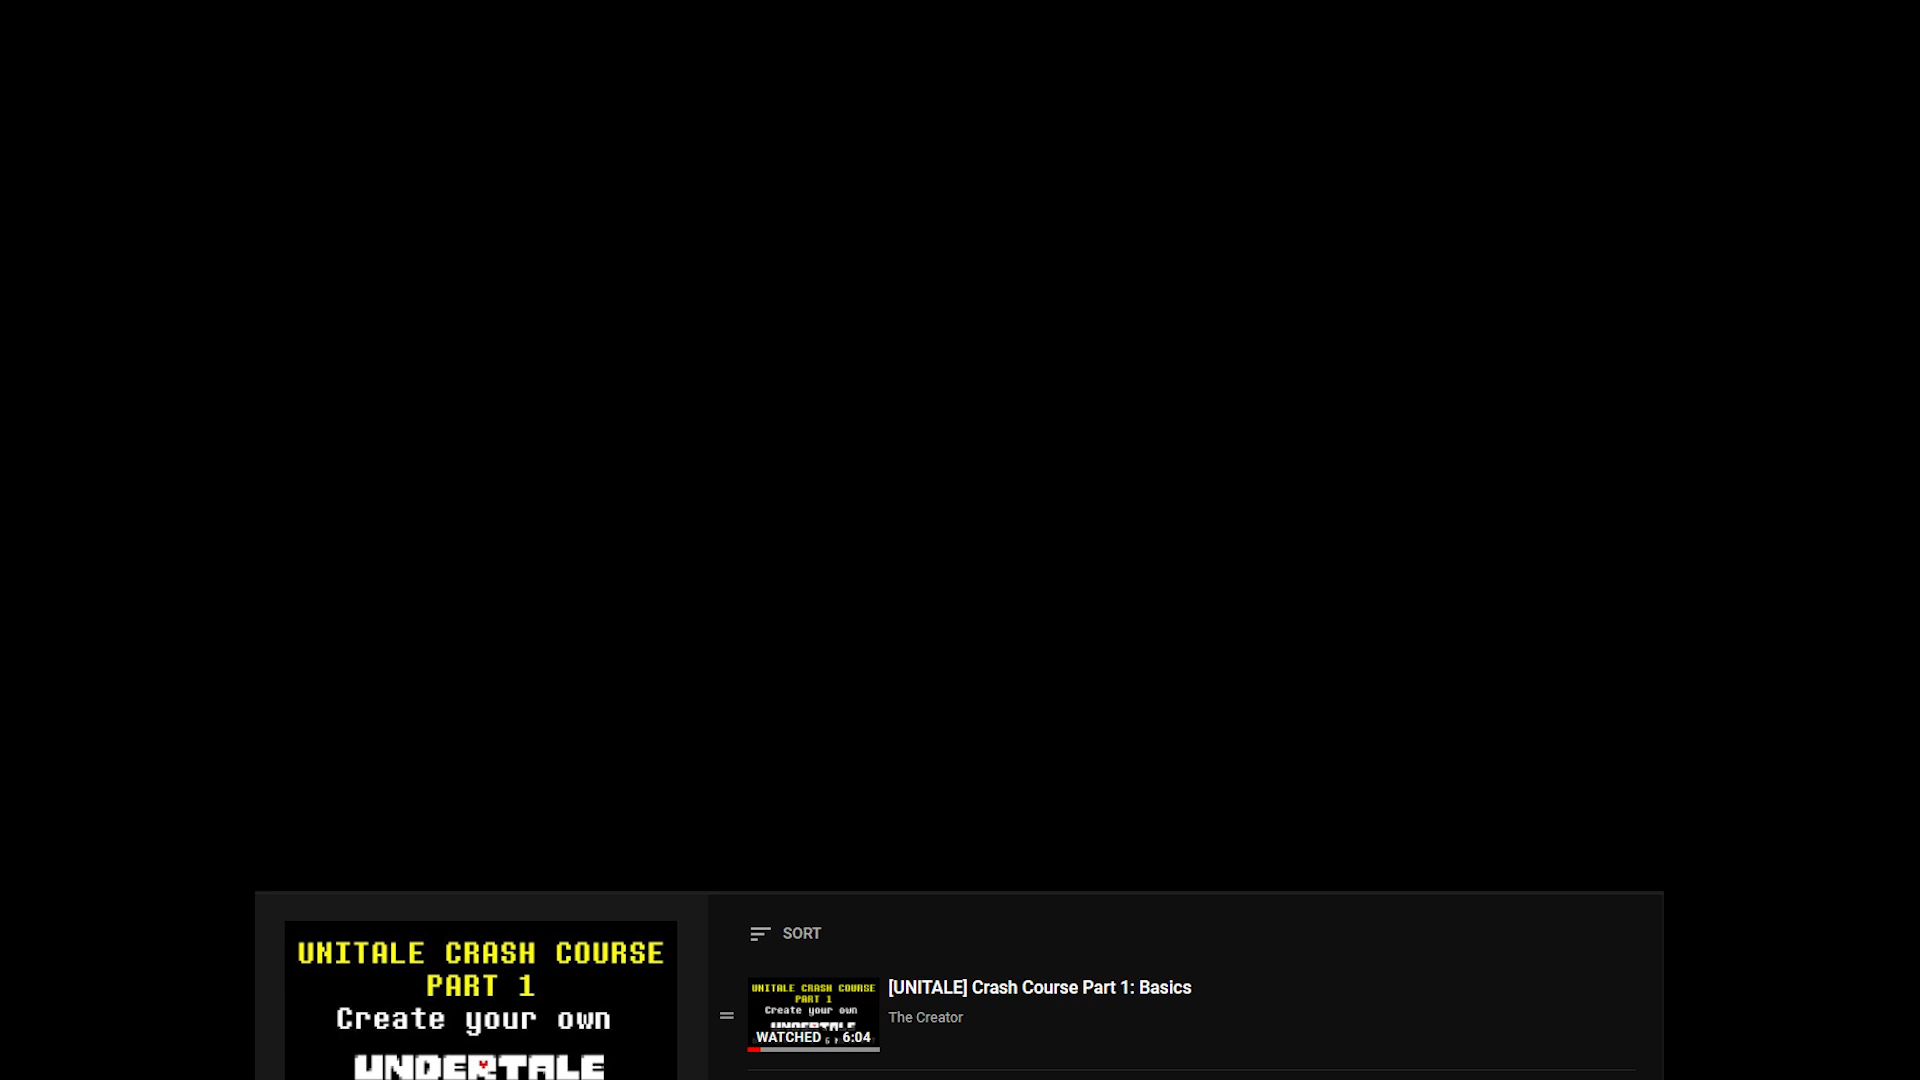 UNITALE CRASH COURSE
PART 1
Create your own
UNDERTALE
SORT
UNITALE CRASH COURSE
PART 1
Create your own
UNDERTALE
WATCHED 6:04
[UNITALE] Crash Course Part 1: Basics
The Creator